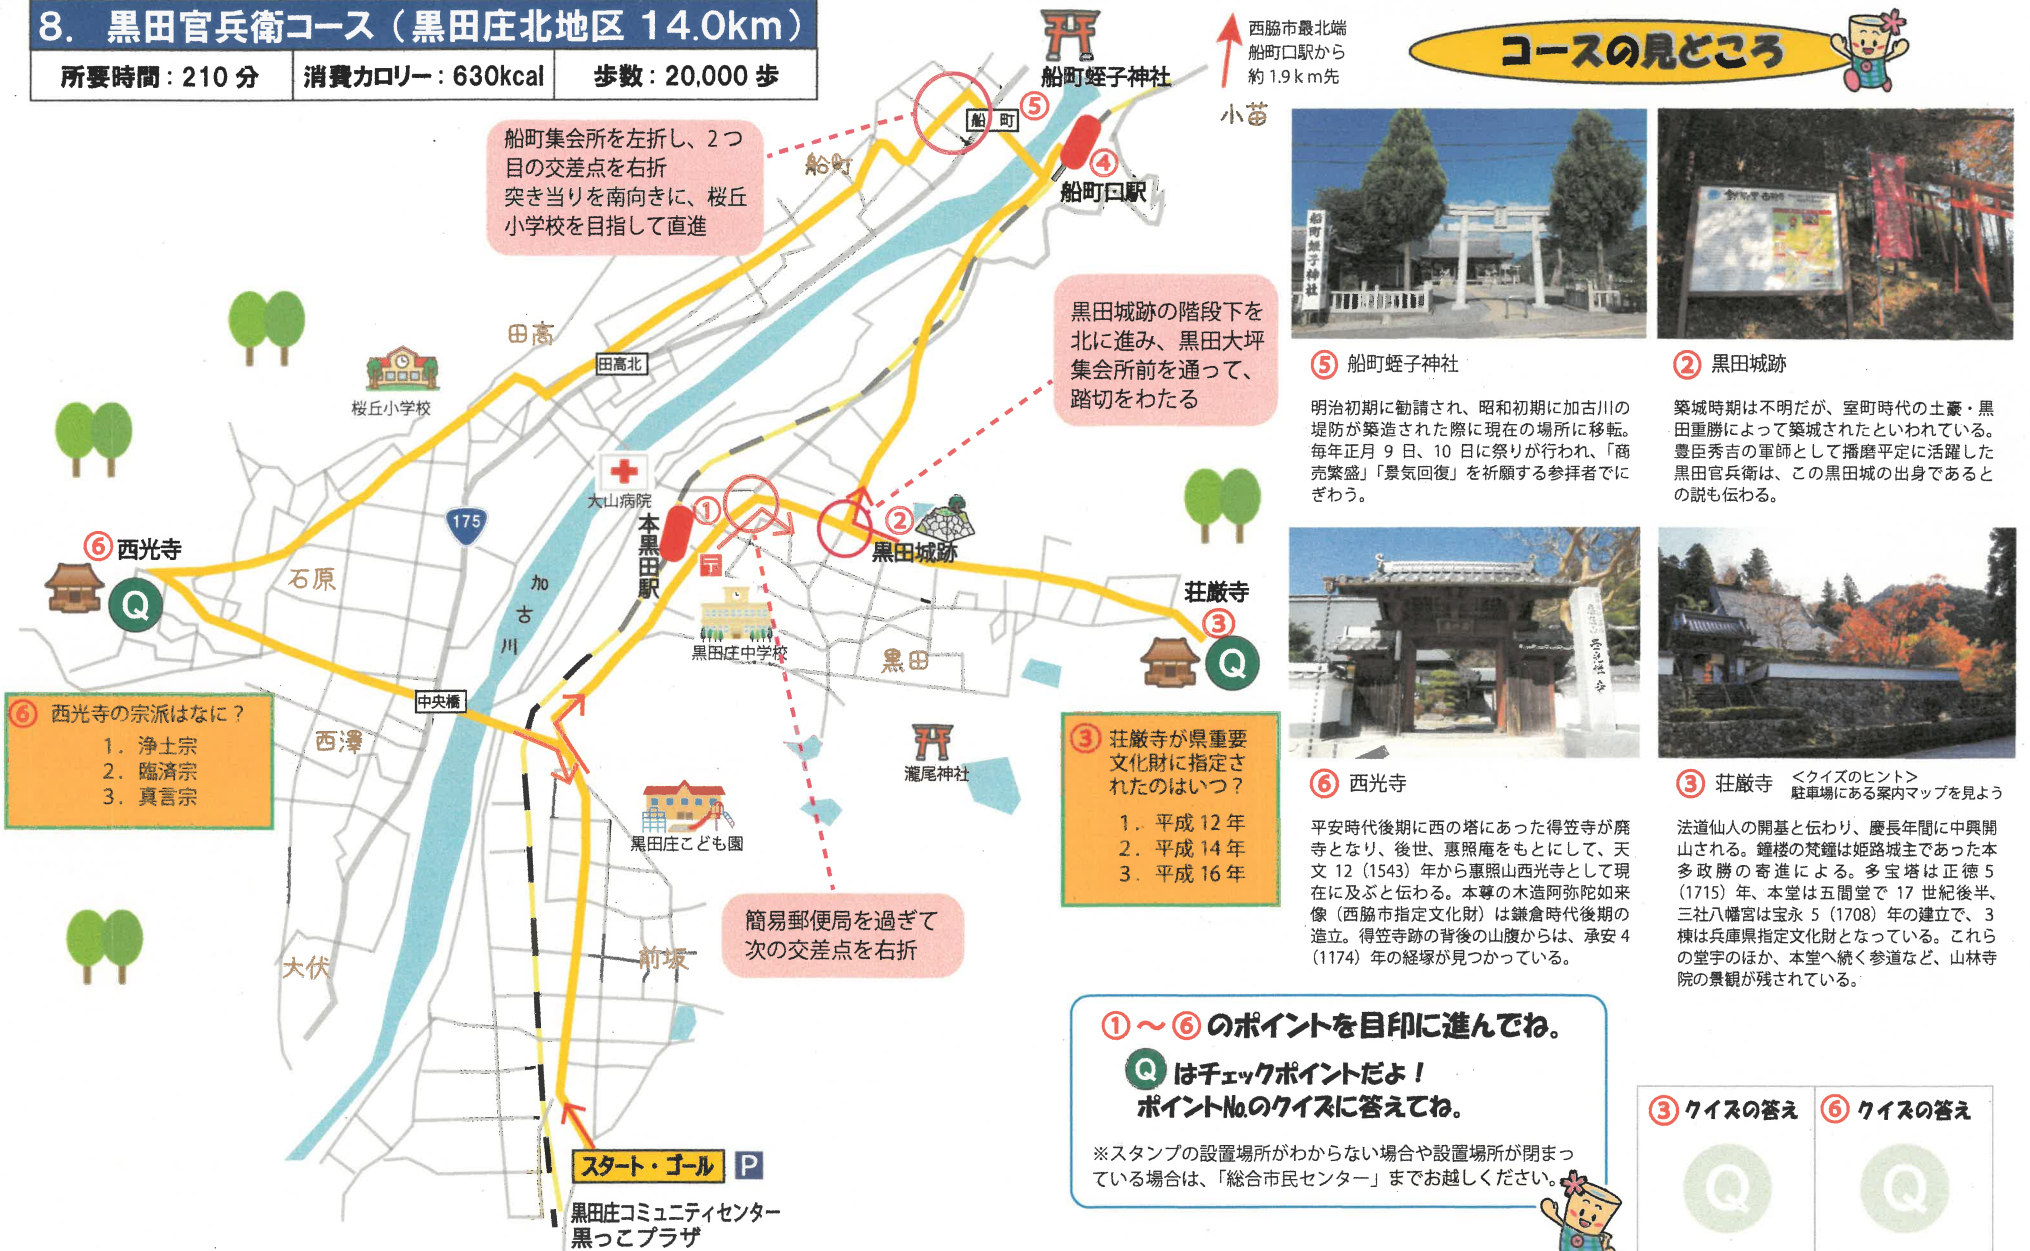 8. 黒田官兵衛コース（黒田庄北地区 14.0km）
所要時間：210 分
消費カロリー：630kcal
歩数：20,000 歩
船町集会所を左折し、2つ
目の交差点を右折
突き当りを南向きに、桜丘
小学校を目指して直進
船町蛭子神社
西脇市最北端
船町口駅から
約 1.9ｋｍ先
小苗
船町
⑤
船 町
④
船町口駅
黒田城跡の階段下を
北に進み、黒田大坪
集会所前を通って、
踏切をわたる
田高
田高北
桜丘小学校
大山病院
175
本黒田駅
①
②
黒田城跡
⑥ 西光寺
Q
石原
加古川
〒
黒田庄中学校
黒田
荘厳寺
③
Q
中央橋
⑥ 西光寺の宗派はなに？
1. 浄土宗
2. 臨済宗
3. 真言宗
西澤
瀧尾神社
③ 荘厳寺が県重要
文化財に指定さ
れたのはいつ？
1. 平成 12 年
2. 平成 14 年
3. 平成 16 年
黒田庄こども園
簡易郵便局を過ぎて
次の交差点を右折
大伏
前坂
スタート・ゴール
P
黒田庄コミュニティセンター
黒っこプラザ
コースの見どころ
船町蛭子神社
⑤ 船町蛭子神社
明治初期に勧請され、昭和初期に加古川の
堤防が築造された際に現在の場所に移転。
毎年正月 9 日、10 日に祭りが行われ、「商
売繁盛」「景気回復」を祈願する参拝者でに
ぎわう。
② 黒田城跡
築城時期は不明だが、室町時代の土豪・黒
田重勝によって築城されたといわれている。
豊臣秀吉の軍師として播磨平定に活躍した
黒田官兵衛は、この黒田城の出身であると
の説も伝わる。
⑥ 西光寺
平安時代後期に西の塔にあった得笠寺が廃
寺となり、後世、恵照庵をもとにして、天
文 12（1543）年から恵照山西光寺として現
在に及ぶと伝わる。本尊の木造阿弥陀如来
像（西脇市指定文化財）は鎌倉時代後期の
造立。得笠寺跡の背後の山腹からは、承安 4
（1174）年の経塚が見つかっている。
③ 荘厳寺
＜クイズのヒント＞
駐車場にある案内マップを見よう
法道仙人の開基と伝わり、慶長年間に中興開
山される。鐘楼の梵鐘は姫路城主であった本
多政勝の寄進による。多宝塔は正徳 5
（1715）年、本堂は五間堂で 17 世紀後半、
三社八幡宮は宝永 5（1708）年の建立で、3
棟は兵庫県指定文化財となっている。これら
の堂宇のほか、本堂へ続く参道など、山林寺
院の景観が残されている。
①～⑥のポイントを目印に進んでね。
Q はチェックポイントだよ！
ポイントNo.のクイズに答えてね。
※スタンプの設置場所がわからない場合や設置場所が閉まっ
ている場合は、「総合市民センター」までお越しください。
③ クイズの答え
Q
⑥ クイズの答え
Q